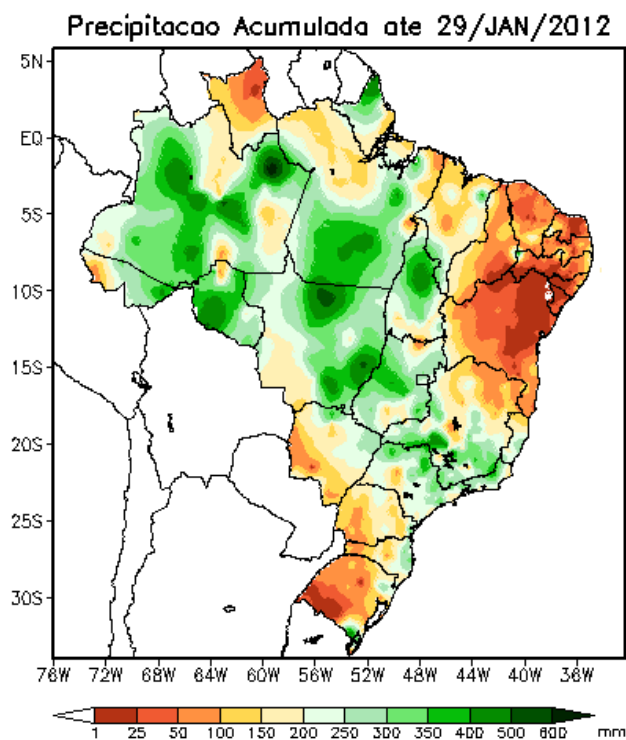 Precipitacao Acumulada ate 29/JAN/2012
5N
EQ
5S
10S
15S
20S
25S
30S
76W 72W 68W 64W 60W 56W 52W 48W 44W 40W 36W
1 25 50 100 150 200 250 300 350 400 500 600 mm